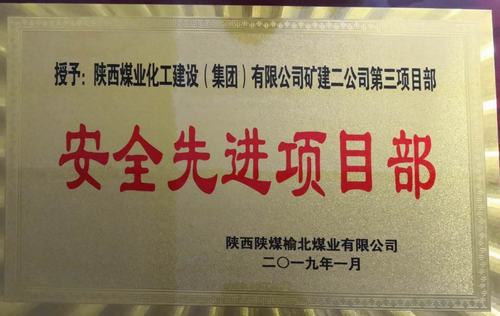 授予：陕西煤业化工建设（集团）有限公司矿建二公司第三项目部
安全先进项目部
陕西陕煤榆北煤业有限公司
二〇一九年一月